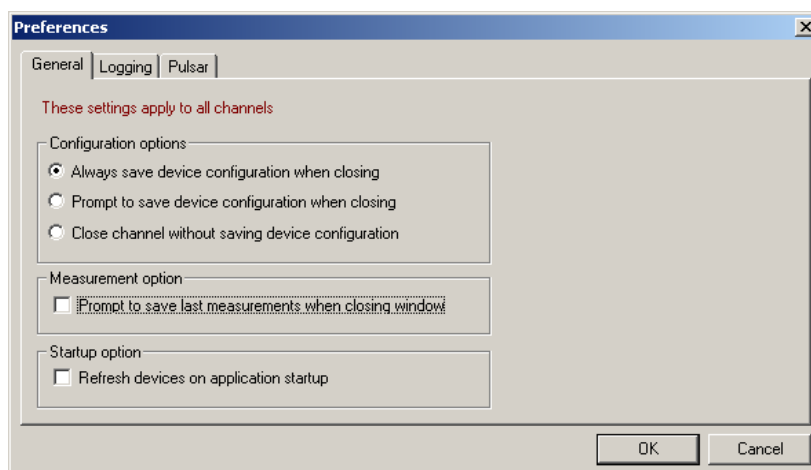 Preferences
General Logging Pulsar
These settings apply to all channels
Configuration options
Always save device configuration when closing
Prompt to save device configuration when closing
Close channel without saving device configuration
Measurement option
Prompt to save last measurements when closing window
Startup option
Refresh devices on application startup
OK Cancel